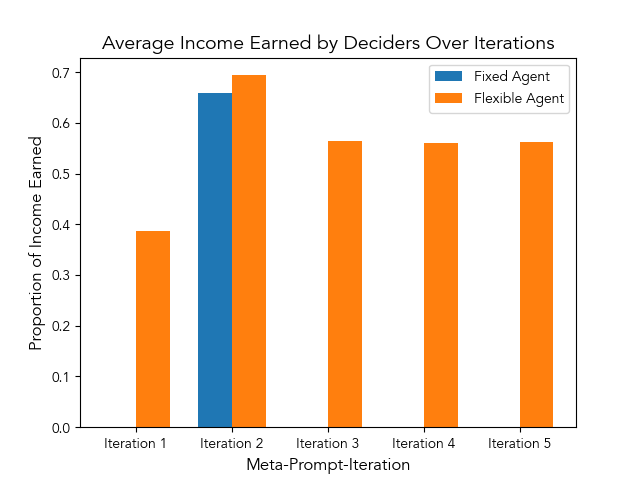 Average Income Earned by Deciders Over Iterations
Fixed Agent
Flexible Agent
Proportion of Income Earned
0.7
0.6
0.5
0.4
0.3
0.2
0.1
0.0
Iteration 1 Iteration 2 Iteration 3 Iteration 4 Iteration 5
Meta-Prompt-Iteration